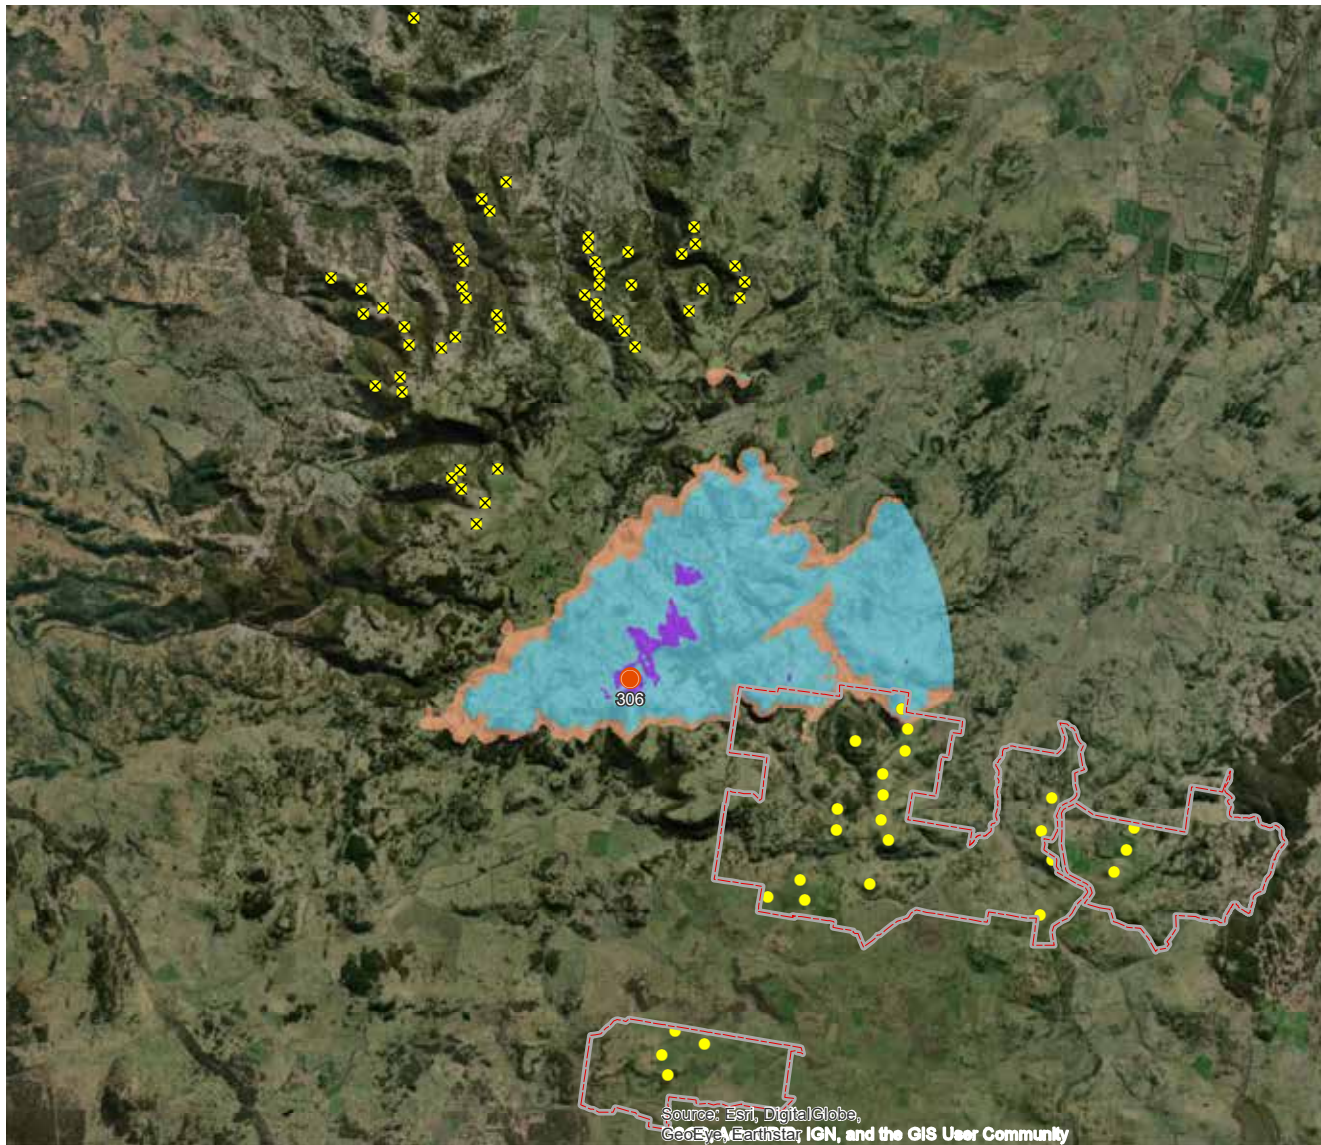 306
Source: Esri, DigitalGlobe,
GeoEye, Earthstar IGN, and the GIS User Community